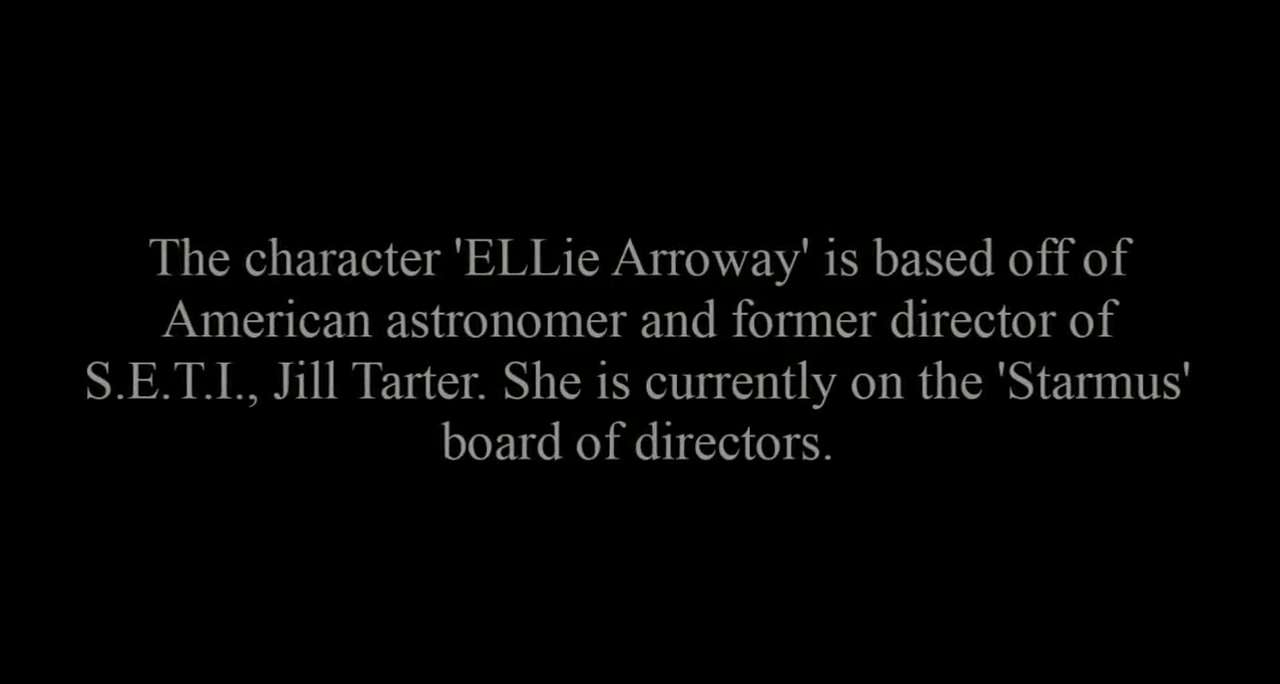 The character 'ELLie Arroway' is based off of
American astronomer and former director of
S.E.T.I., Jill Tarter. She is currently on the 'Starmus'
board of directors.